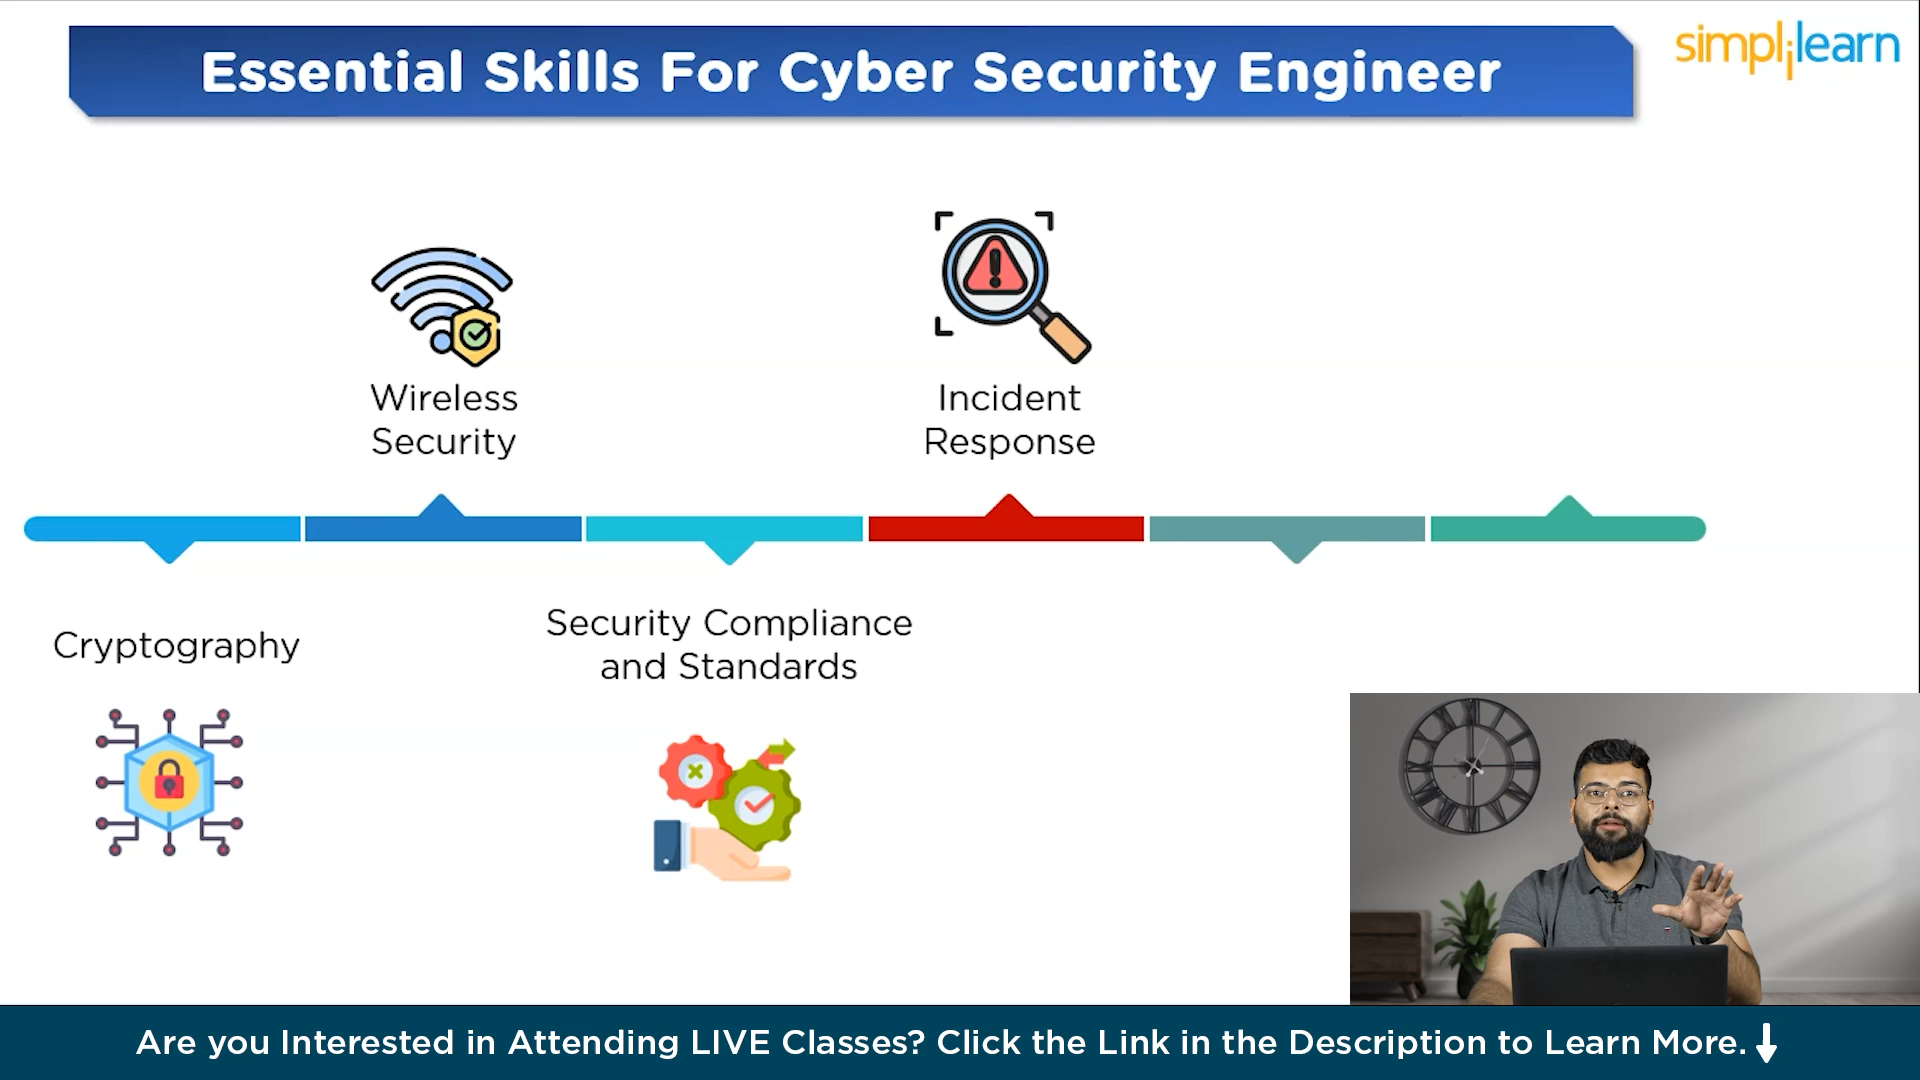 Essential Skills For Cyber Security Engineer
simplilearn
Wireless
Security
Incident
Response
Cryptography
Security Compliance
and Standards
Are you Interested in Attending LIVE Classes? Click the Link in the Description to Learn More.